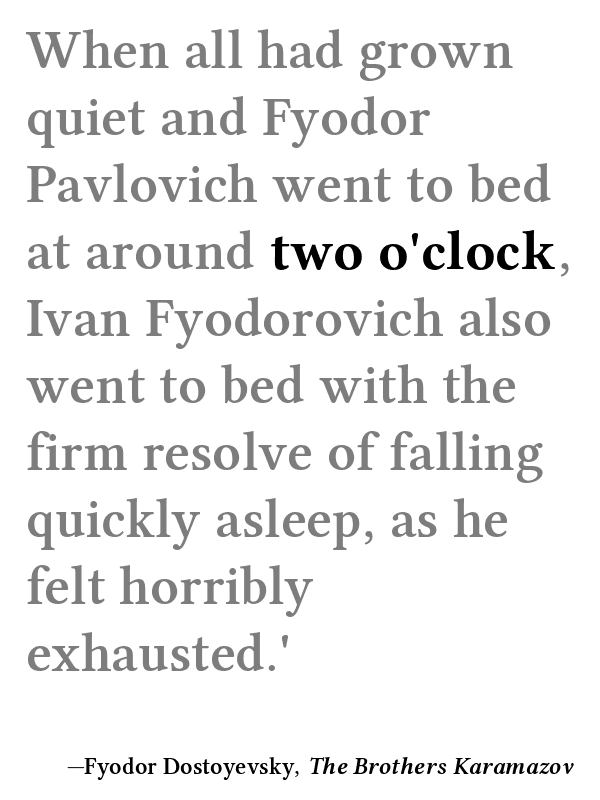 When all had grown
quiet and Fyodor
Pavlovich went to bed
at around two o'clock,
Ivan Fyodorovich also
went to bed with the
firm resolve of falling
quickly asleep, as he
felt horribly
exhausted.'
—Fyodor Dostoyevsky, The Brothers Karamazov